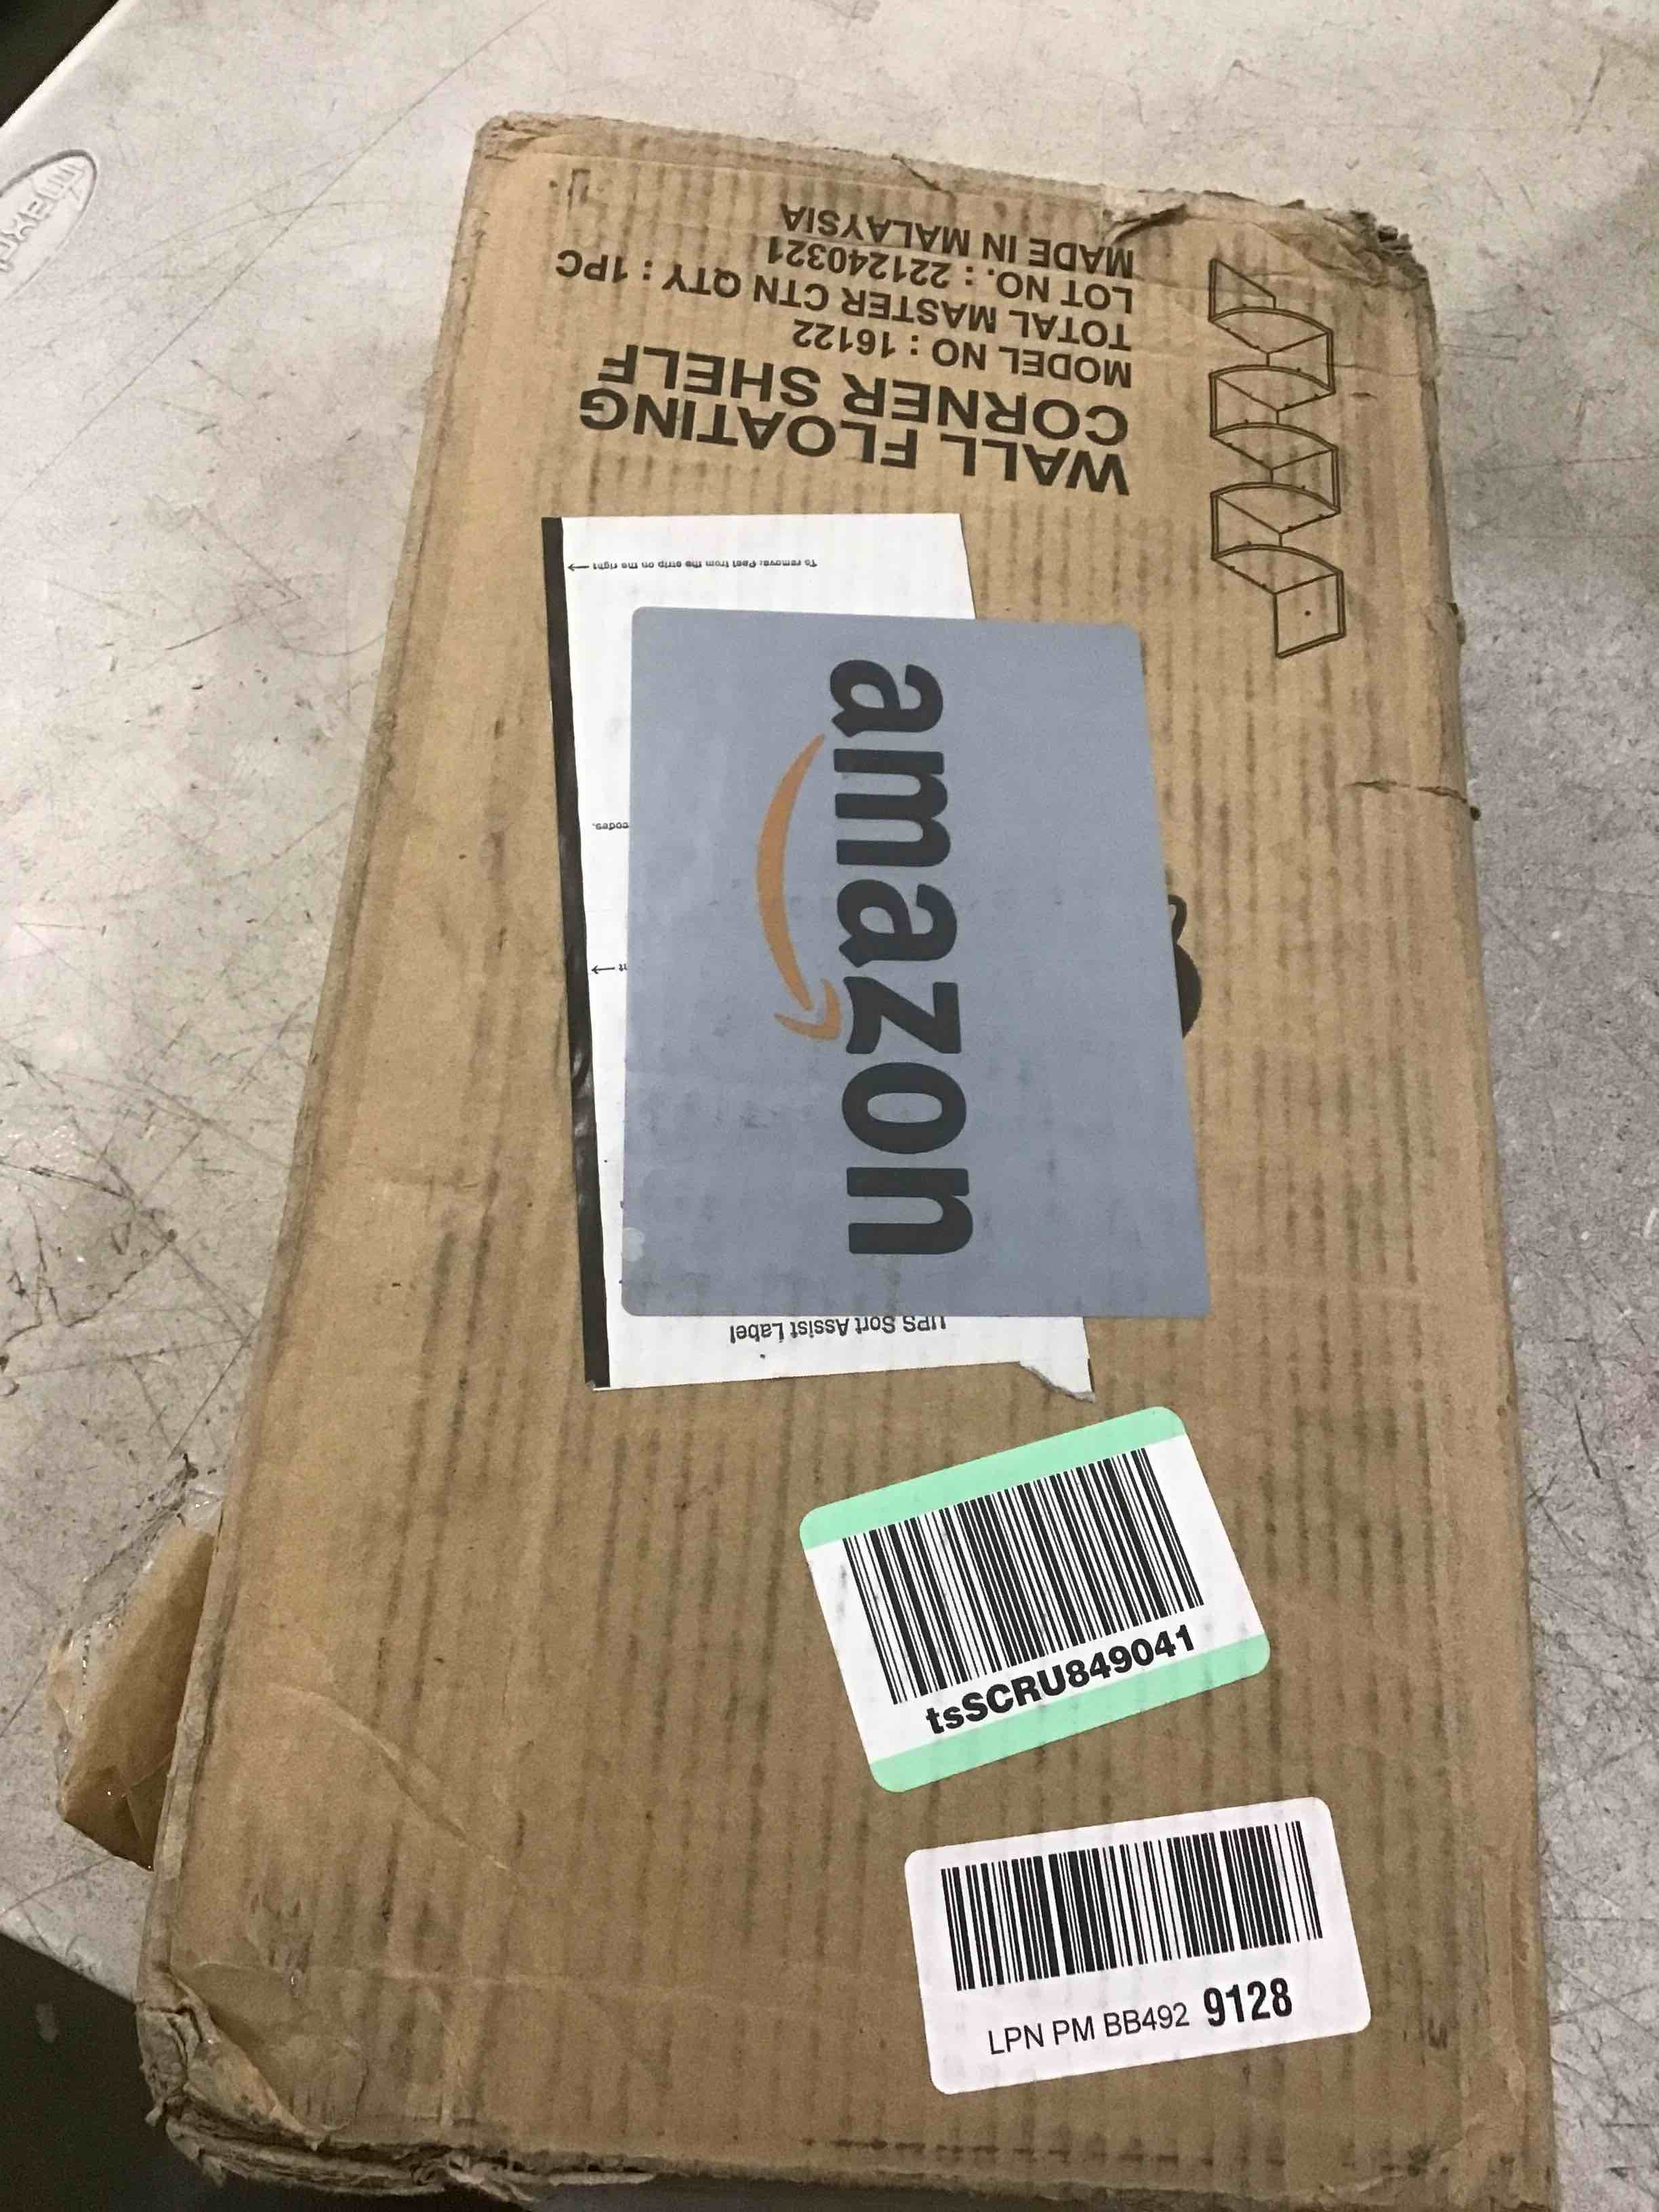 WALL FLOATING
CORNER SHELF
MODEL NO : 16122
TOTAL MASTER CTN QTY : 1PC
LOT NO. : 221240321
MADE IN MALAYSIA
To remove: Peel from the strip on the right
codes.
amazon
UPS Sort Assist Label
tsSCRU849041
LPN PM BB492 9128